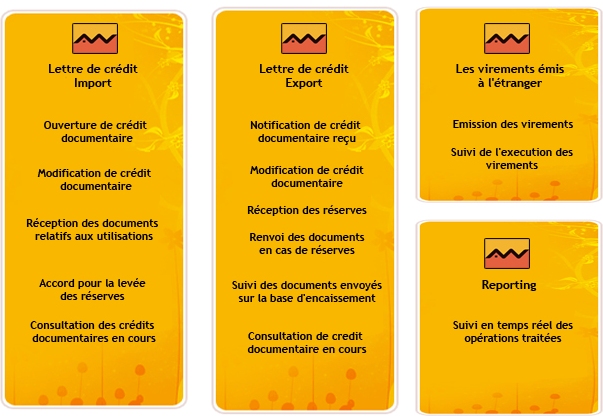 Lettre de crédit
Import
Ouverture de crédit
documentaire
Modification de crédit
documentaire
Réception des documents
relatifs aux utilisations
Accord pour la levée
des réserves
Consultation des crédits
documentaires en cours
Lettre de crédit
Export
Notification de crédit
documentaire reçu
Modification de crédit
documentaire
Réception des réserves
Renvoi des documents
en cas de réserves
Suivi des documents envoyés
sur la base d'encaissement
Consultation de credit
documentaire en cours
Les virements émis
à l'étranger
Emission des virements
Suivi de l'execution des
virements
Reporting
Suivi en temps réel des
opérations traitées